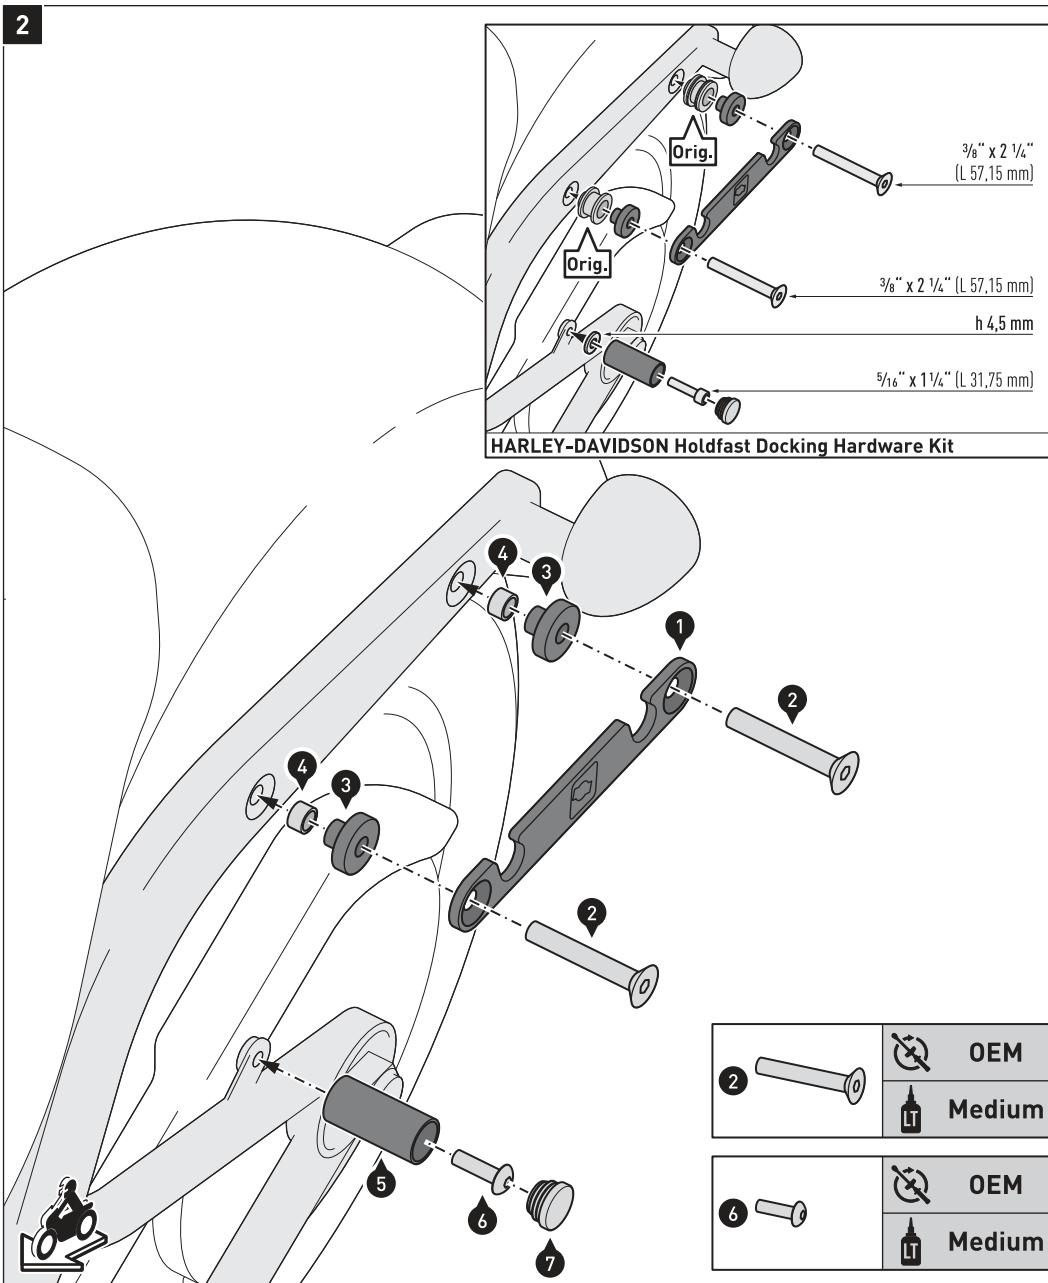 2
Orig.
³/₈“ x 2 ¹/₄“
(L 57,15 mm)
Orig.
³/₈“ x 2 ¹/₄“ (L 57,15 mm)
h 4,5 mm
⁵/₁₆“ x 1 ¹/₄“ (L 31,75 mm)
HARLEY-DAVIDSON Holdfast Docking Hardware Kit
4
3
1
2
4
3
2
5
6
7
2
OEM
LT Medium
6
OEM
LT Medium